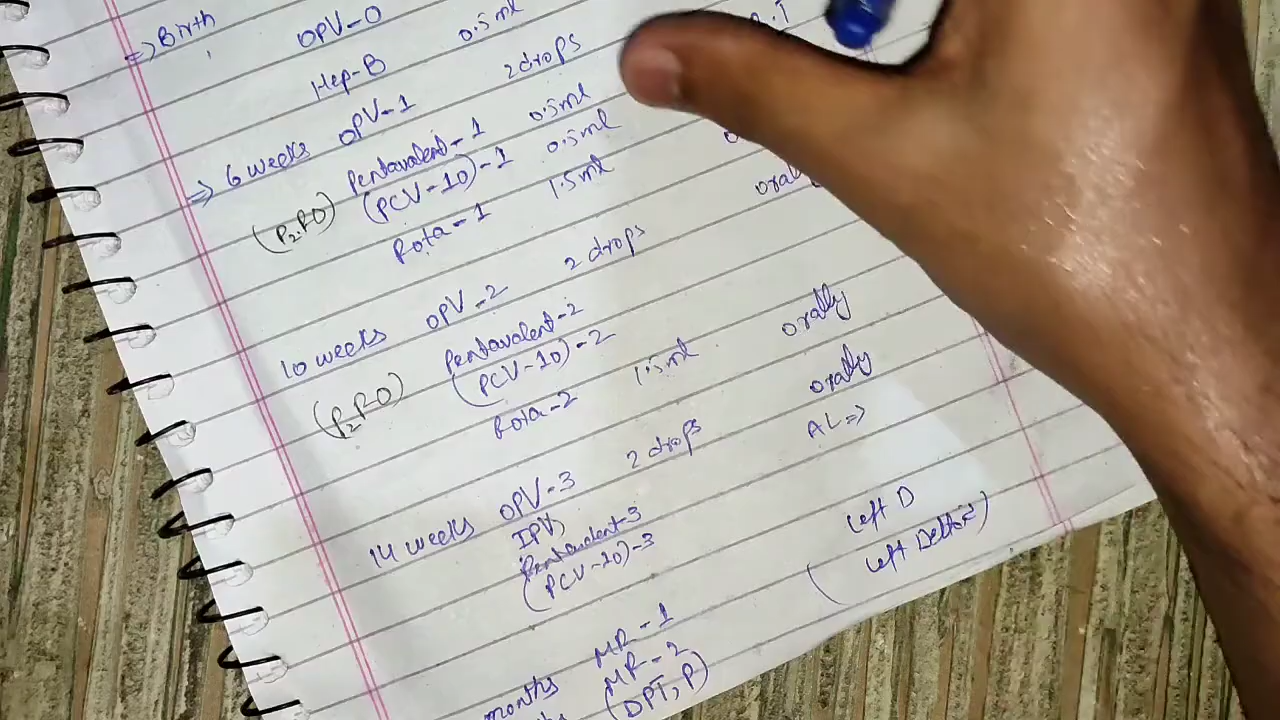 => Birth OPV-0 0.5ml
Hep-B
=> 6 weeks OPV-1 2 drops
Pentavalent-1 0.5ml
(P2RO) (PCV-10)-1 0.5ml
Rota-1 1.5ml
10 weeks OPV-2 2 drops
Pentavalent-2
(P2RO) (PCV-10)-2
Rota-2 1.5ml orally
14 weeks OPV-3 2 drops orally
IPV AL=>
Pentavalent-3
(PCV-10)-3 Left D
(Left Deltoid)
MR-1
months MR-2
(DPT, P)